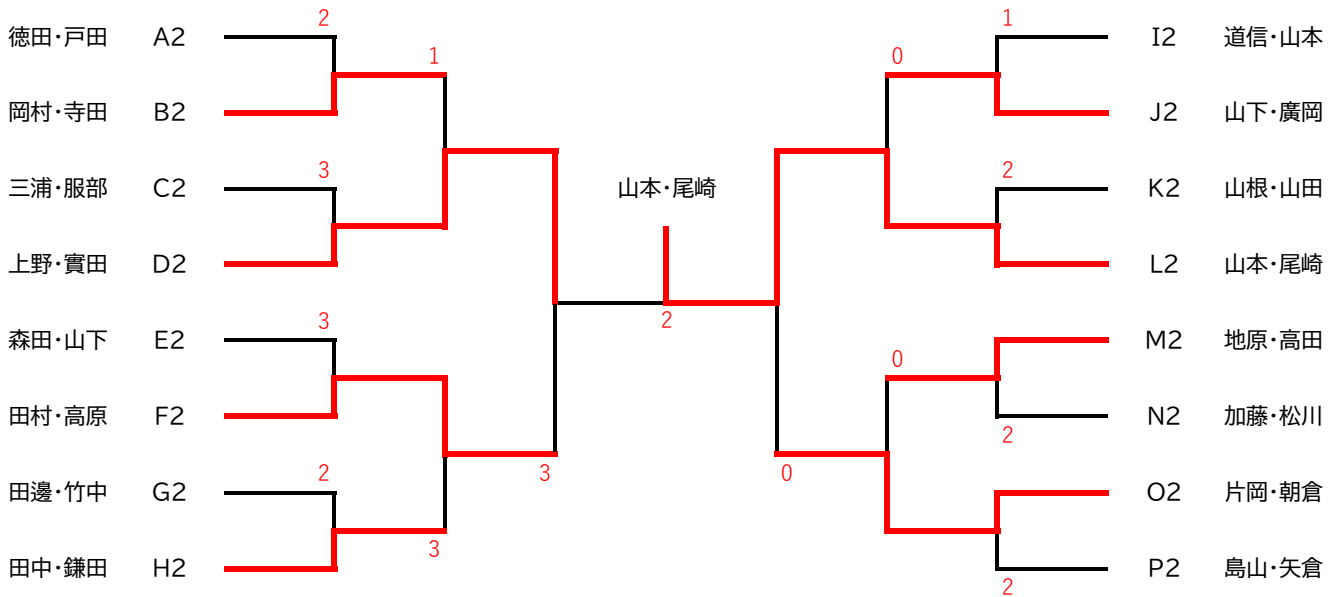 徳田・戸田 A2
2
岡村・寺田 B2
1
三浦・服部 C2
3
上野・實田 D2
森田・山下 E2
3
田村・高原 F2
3
田邊・竹中 G2
2
田中・鎌田 H2
3
山本・尾崎
2
1
I2 道信・山本
0
J2 山下・廣岡
2
K2 山根・山田
L2 山本・尾崎
M2 地原・高田
0
N2 加藤・松川
2
0
O2 片岡・朝倉
P2 島山・矢倉
2